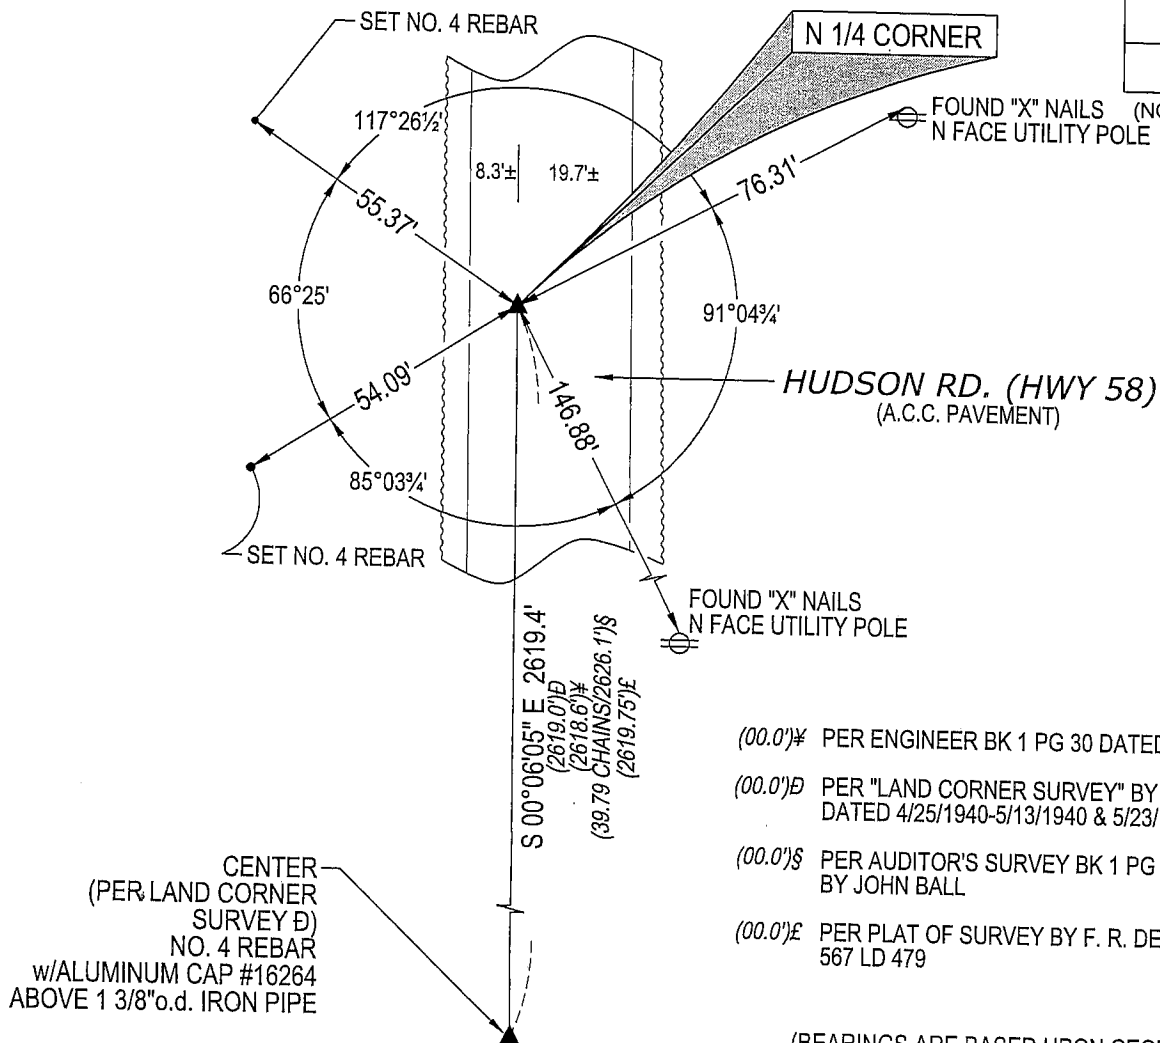 SET NO. 4 REBAR
N 1/4 CORNER
FOUND "X" NAILS
N FACE UTILITY POLE
117°26½'
8.3'±
19.7'±
76.31'
55.37'
66°25'
91°04¾'
54.09'
146.88'
HUDSON RD. (HWY 58)
(A.C.C. PAVEMENT)
85°03¾'
SET NO. 4 REBAR
FOUND "X" NAILS
N FACE UTILITY POLE
S 00°06'05" E 2619.4'
(2619.0')Đ
(2618.6')¥
(39.79 CHAINS/2626.1')§
(2619.75')£
(00.0')¥ PER ENGINEER BK 1 PG 30 DATED
(00.0')Đ PER "LAND CORNER SURVEY" BY
DATED 4/25/1940-5/13/1940 & 5/23/
(00.0')§ PER AUDITOR'S SURVEY BK 1 PG
BY JOHN BALL
(00.0')£ PER PLAT OF SURVEY BY F. R. DE
567 LD 479
CENTER
(PER LAND CORNER
SURVEY Đ)
NO. 4 REBAR
w/ALUMINUM CAP #16264
ABOVE 1 3/8"o.d. IRON PIPE
(BEARINGS ARE BASED UPON